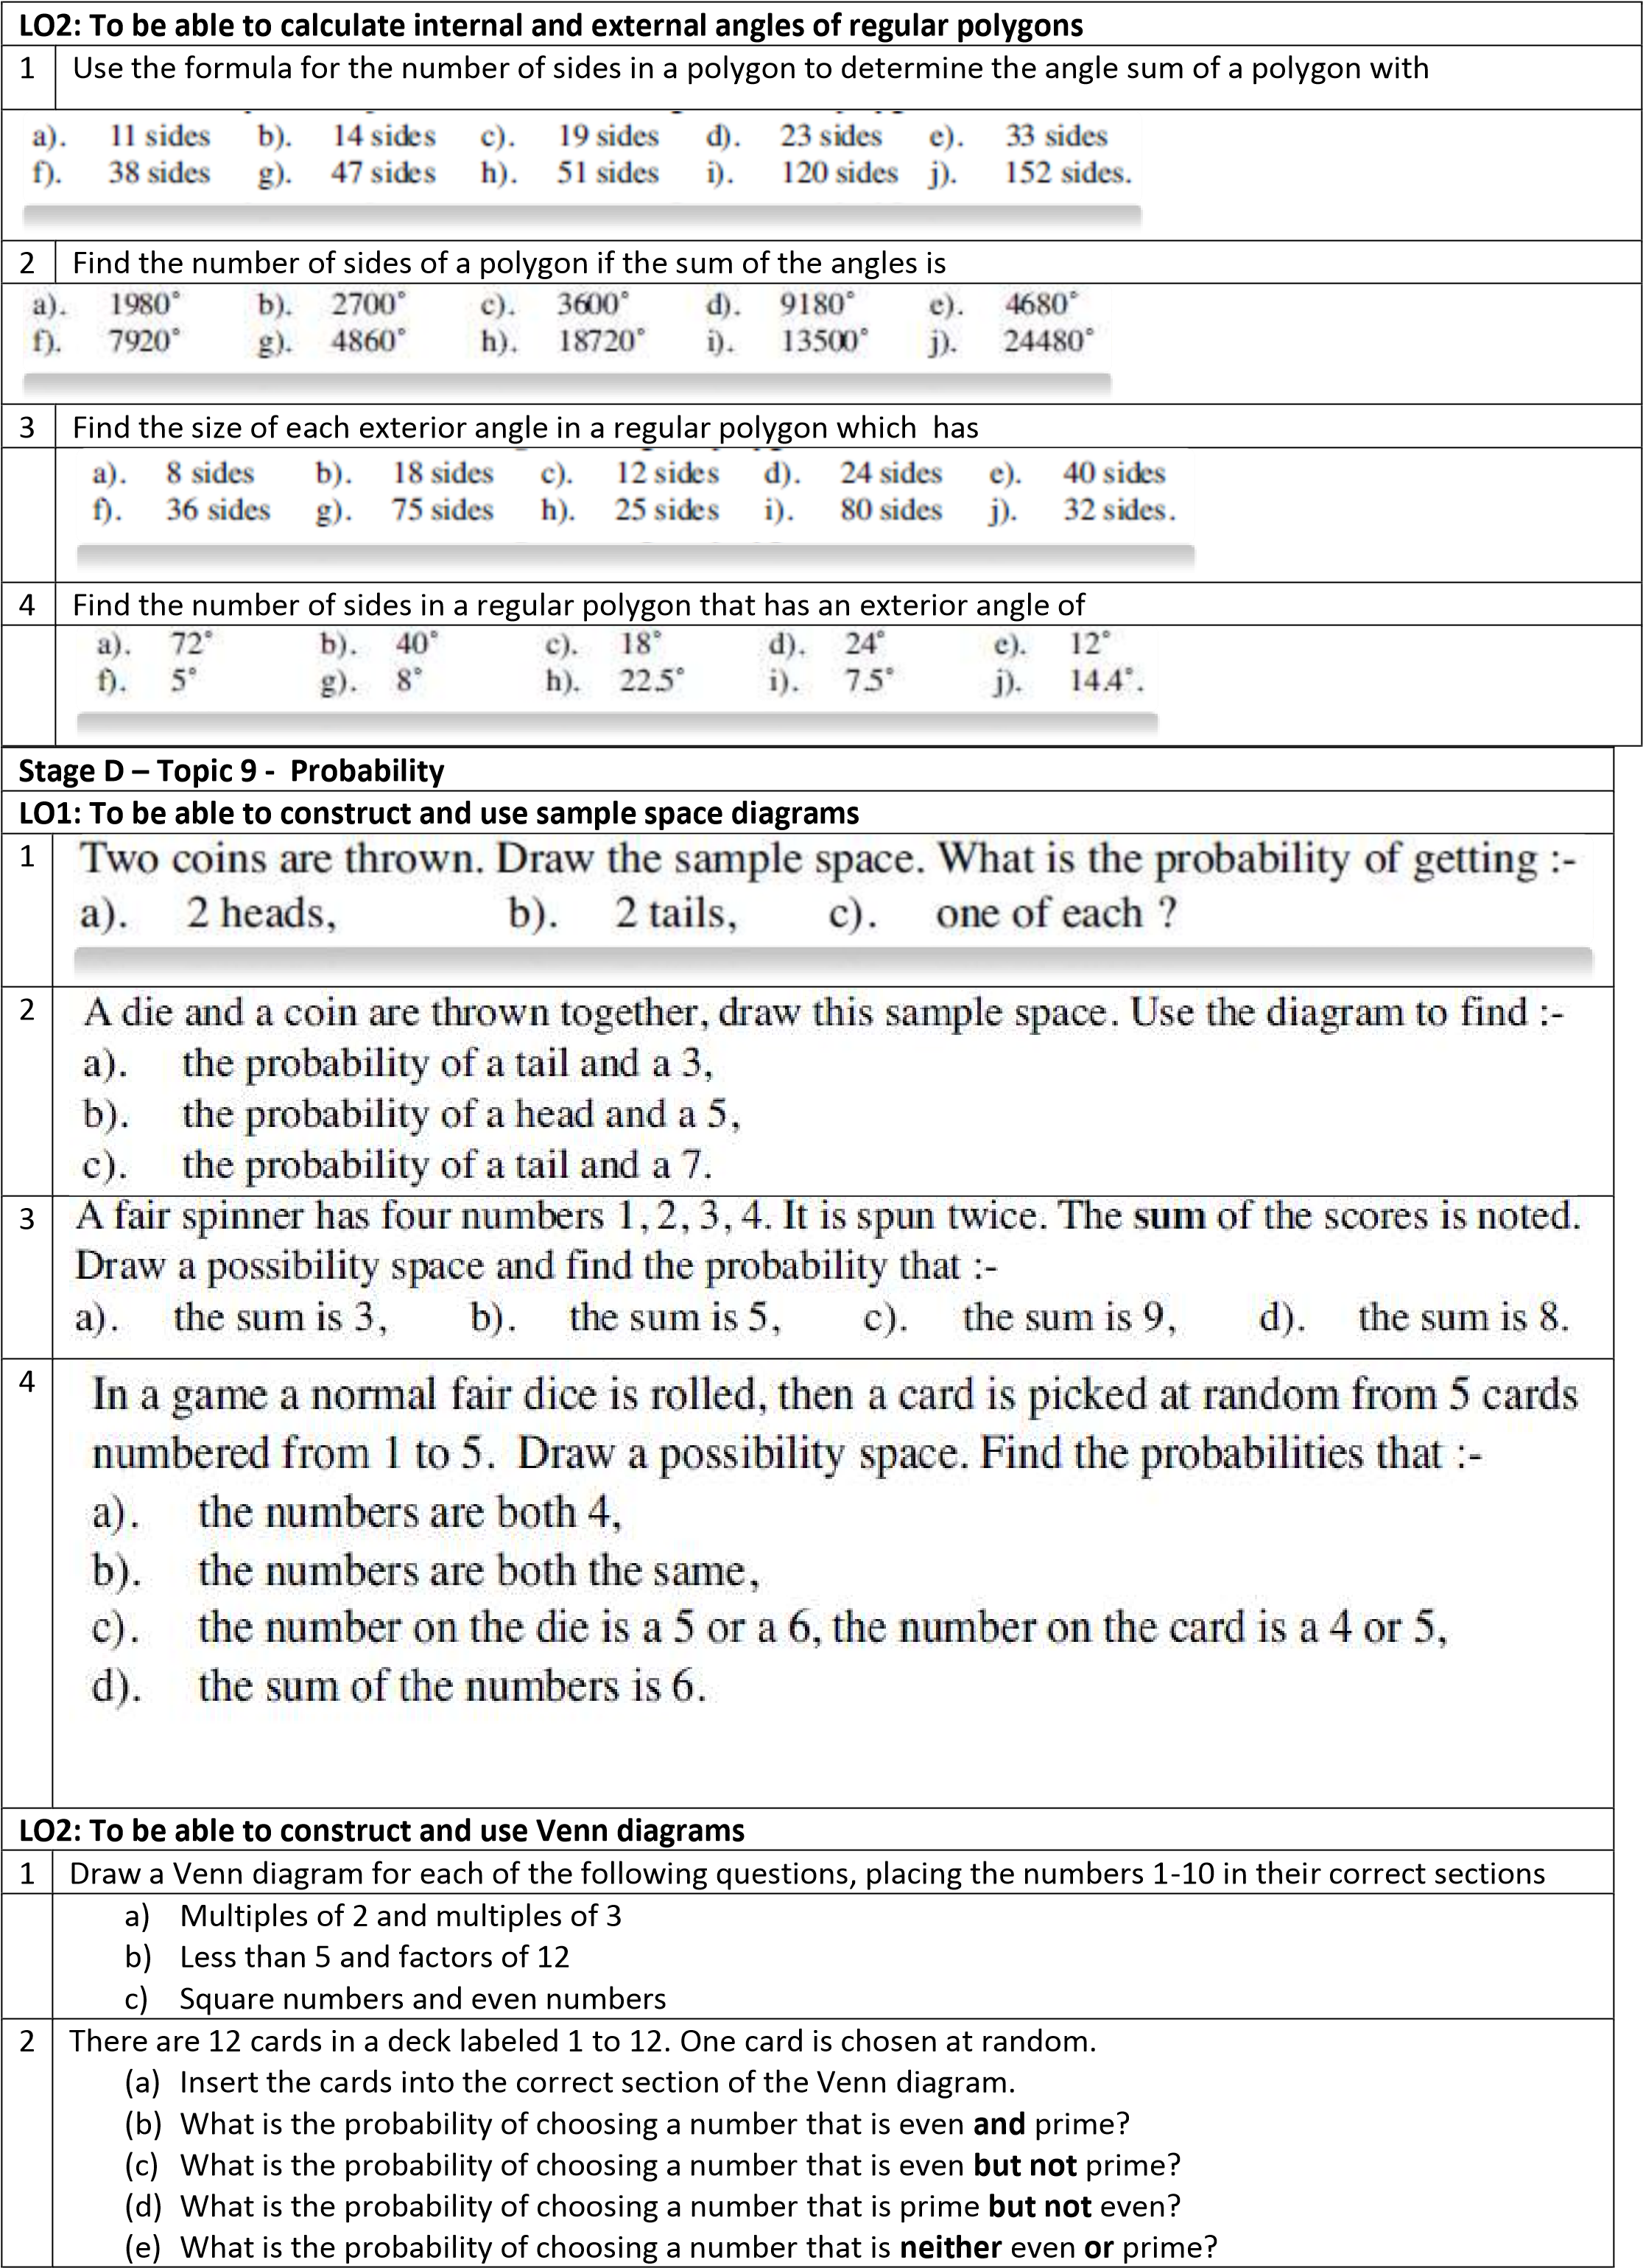 LO2: To be able to calculate internal and external angles of regular polygons
1 Use the formula for the number of sides in a polygon to determine the angle sum of a polygon with
a). 11 sides b). 14 sides c). 19 sides d). 23 sides e). 33 sides
f). 38 sides g). 47 sides h). 51 sides i). 120 sides j). 152 sides.
2 Find the number of sides of a polygon if the sum of the angles is
a). 1980° b). 2700° c). 3600° d). 9180° e). 4680°
f). 7920° g). 4860° h). 18720° i). 13500° j). 24480°
3 Find the size of each exterior angle in a regular polygon which has
a). 8 sides b). 18 sides c). 12 sides d). 24 sides e). 40 sides
f). 36 sides g). 75 sides h). 25 sides i). 80 sides j). 32 sides.
4 Find the number of sides in a regular polygon that has an exterior angle of
a). 72° b). 40° c). 18° d). 24° e). 12°
f). 5° g). 8° h). 22.5° i). 7.5° j). 14.4°.
Stage D – Topic 9 - Probability
LO1: To be able to construct and use sample space diagrams
1 Two coins are thrown. Draw the sample space. What is the probability of getting :-
a). 2 heads, b). 2 tails, c). one of each ?
2 A die and a coin are thrown together, draw this sample space. Use the diagram to find :-
a). the probability of a tail and a 3,
b). the probability of a head and a 5,
c). the probability of a tail and a 7.
3 A fair spinner has four numbers 1, 2, 3, 4. It is spun twice. The sum of the scores is noted.
Draw a possibility space and find the probability that :-
a). the sum is 3, b). the sum is 5, c). the sum is 9, d). the sum is 8.
4 In a game a normal fair dice is rolled, then a card is picked at random from 5 cards
numbered from 1 to 5. Draw a possibility space. Find the probabilities that :-
a). the numbers are both 4,
b). the numbers are both the same,
c). the number on the die is a 5 or a 6, the number on the card is a 4 or 5,
d). the sum of the numbers is 6.
LO2: To be able to construct and use Venn diagrams
1 Draw a Venn diagram for each of the following questions, placing the numbers 1-10 in their correct sections
a) Multiples of 2 and multiples of 3
b) Less than 5 and factors of 12
c) Square numbers and even numbers
2 There are 12 cards in a deck labeled 1 to 12. One card is chosen at random.
(a) Insert the cards into the correct section of the Venn diagram.
(b) What is the probability of choosing a number that is even and prime?
(c) What is the probability of choosing a number that is even but not prime?
(d) What is the probability of choosing a number that is prime but not even?
(e) What is the probability of choosing a number that is neither even or prime?